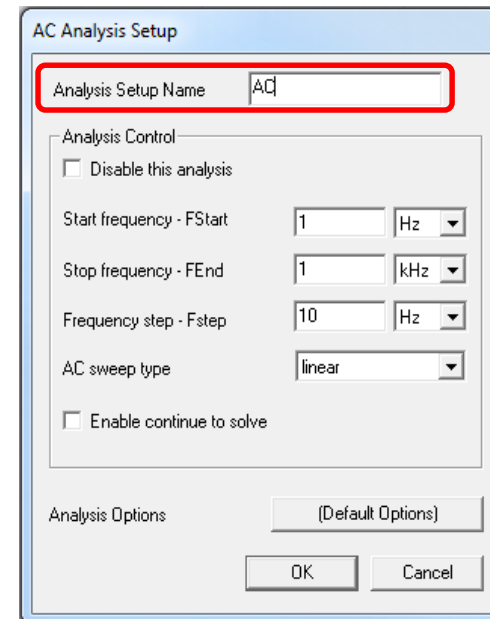 AC Analysis Setup
Analysis Setup Name AC
Analysis Control
Disable this analysis
Start frequency - FStart 1 Hz
Stop frequency - FEnd 1 kHz
Frequency step - Fstep 10 Hz
AC sweep type linear
Enable continue to solve
Analysis Options (Default Options)
OK Cancel